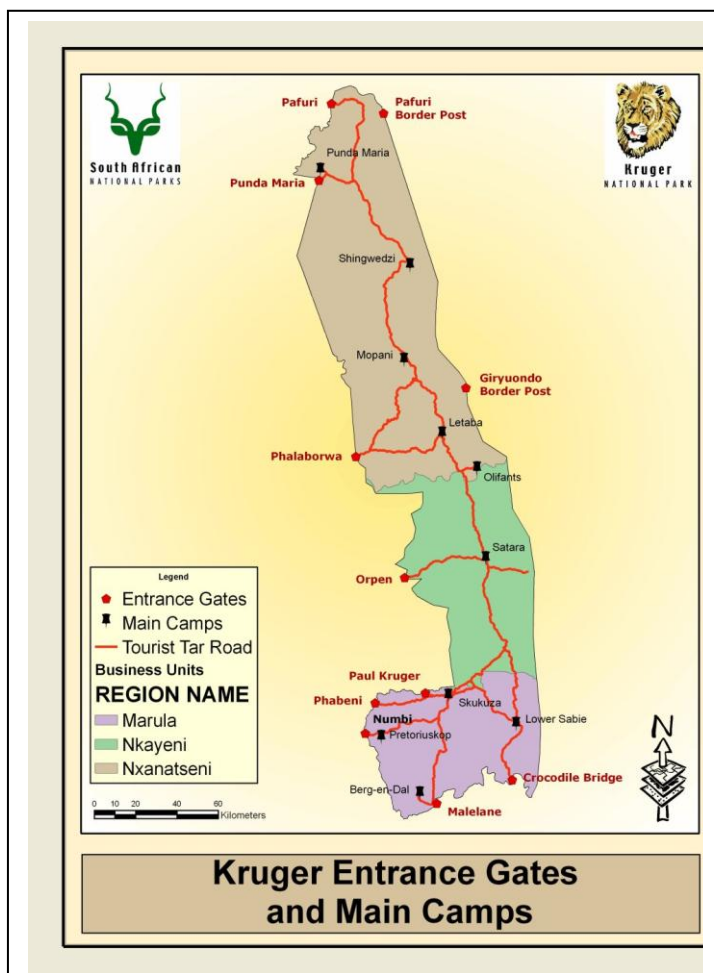 South African
NATIONAL PARKS
Kruger
NATIONAL PARK
Pafuri
Pafuri
Border Post
Punda Maria
Punda Maria
Shingwedzi
Mopani
Giryuondo
Border Post
Letaba
Phalaborwa
Olifants
Satara
Orpen
Paul Kruger
Phabeni
Skukuza
Numbi
Lower Sabie
Pretoriuskop
Berg-en-Dal
Crocodile Bridge
Malelane
Legend
Entrance Gates
Main Camps
Tourist Tar Road
Business Units
REGION NAME
Marula
Nkayeni
Nxanatseni
0 10 20 40 60
Kilometers
N
Kruger Entrance Gates
and Main Camps